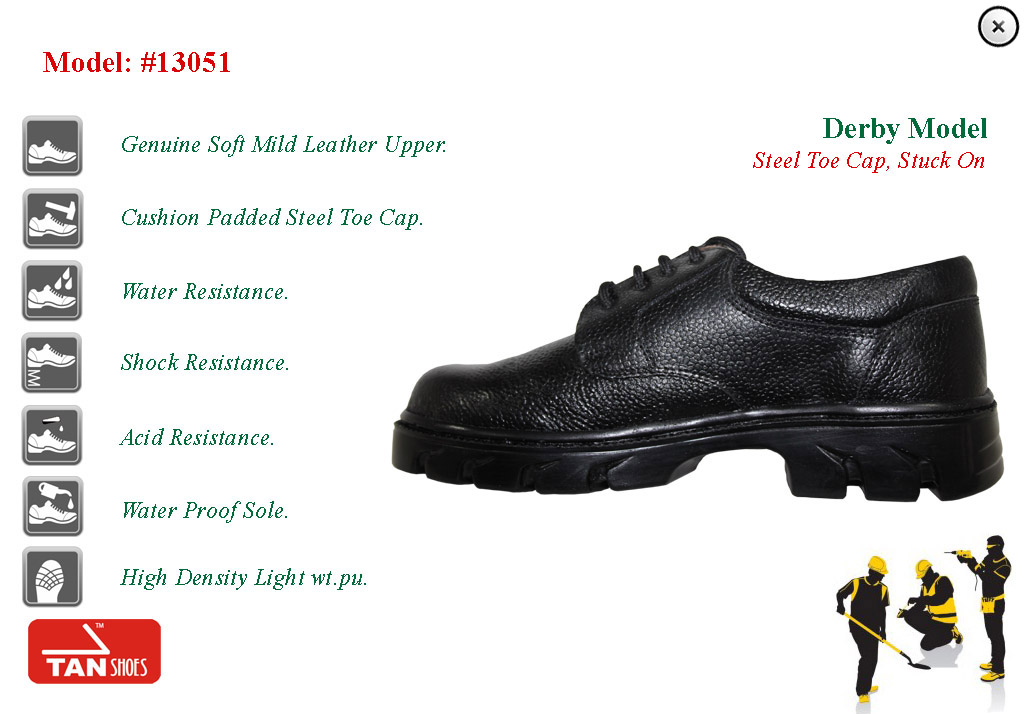 Model: #13051
Derby Model
Steel Toe Cap, Stuck On
Genuine Soft Mild Leather Upper.
Cushion Padded Steel Toe Cap.
Water Resistance.
Shock Resistance.
Acid Resistance.
Water Proof Sole.
High Density Light wt.pu.
TM
TAN SHOES